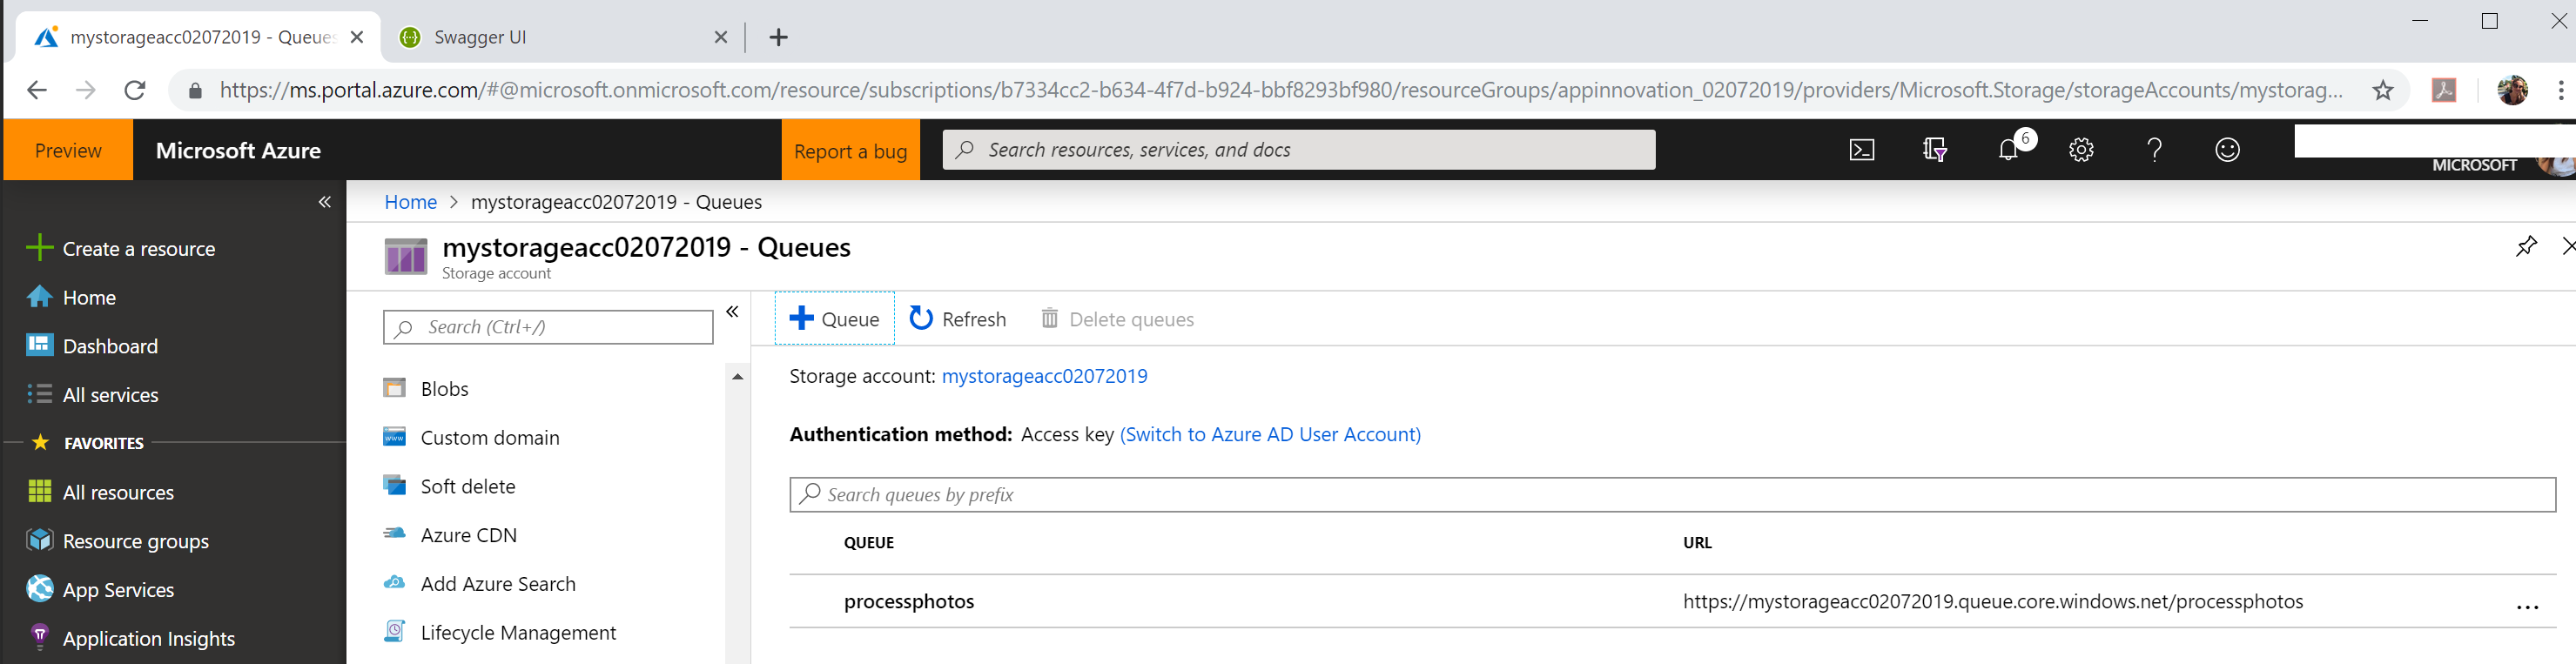 mystorageacc02072019 - Queues
Swagger UI
https://ms.portal.azure.com/#@microsoft.onmicrosoft.com/resource/subscriptions/b7334cc2-b634-4f7d-b924-bbf8293bf980/resourceGroups/appinnovation_02072019/providers/Microsoft.Storage/storageAccounts/mystorag...
Preview
Microsoft Azure
Report a bug
Search resources, services, and docs
6
MICROSOFT
Create a resource
Home
Dashboard
All services
FAVORITES
All resources
Resource groups
App Services
Application Insights
Home > mystorageacc02072019 - Queues
mystorageacc02072019 - Queues
Storage account
Search (Ctrl+/)
Blobs
Custom domain
Soft delete
Azure CDN
Add Azure Search
Lifecycle Management
Queue Refresh Delete queues
Storage account: mystorageacc02072019
Authentication method: Access key (Switch to Azure AD User Account)
Search queues by prefix
QUEUE URL
processphotos https://mystorageacc02072019.queue.core.windows.net/processphotos ...